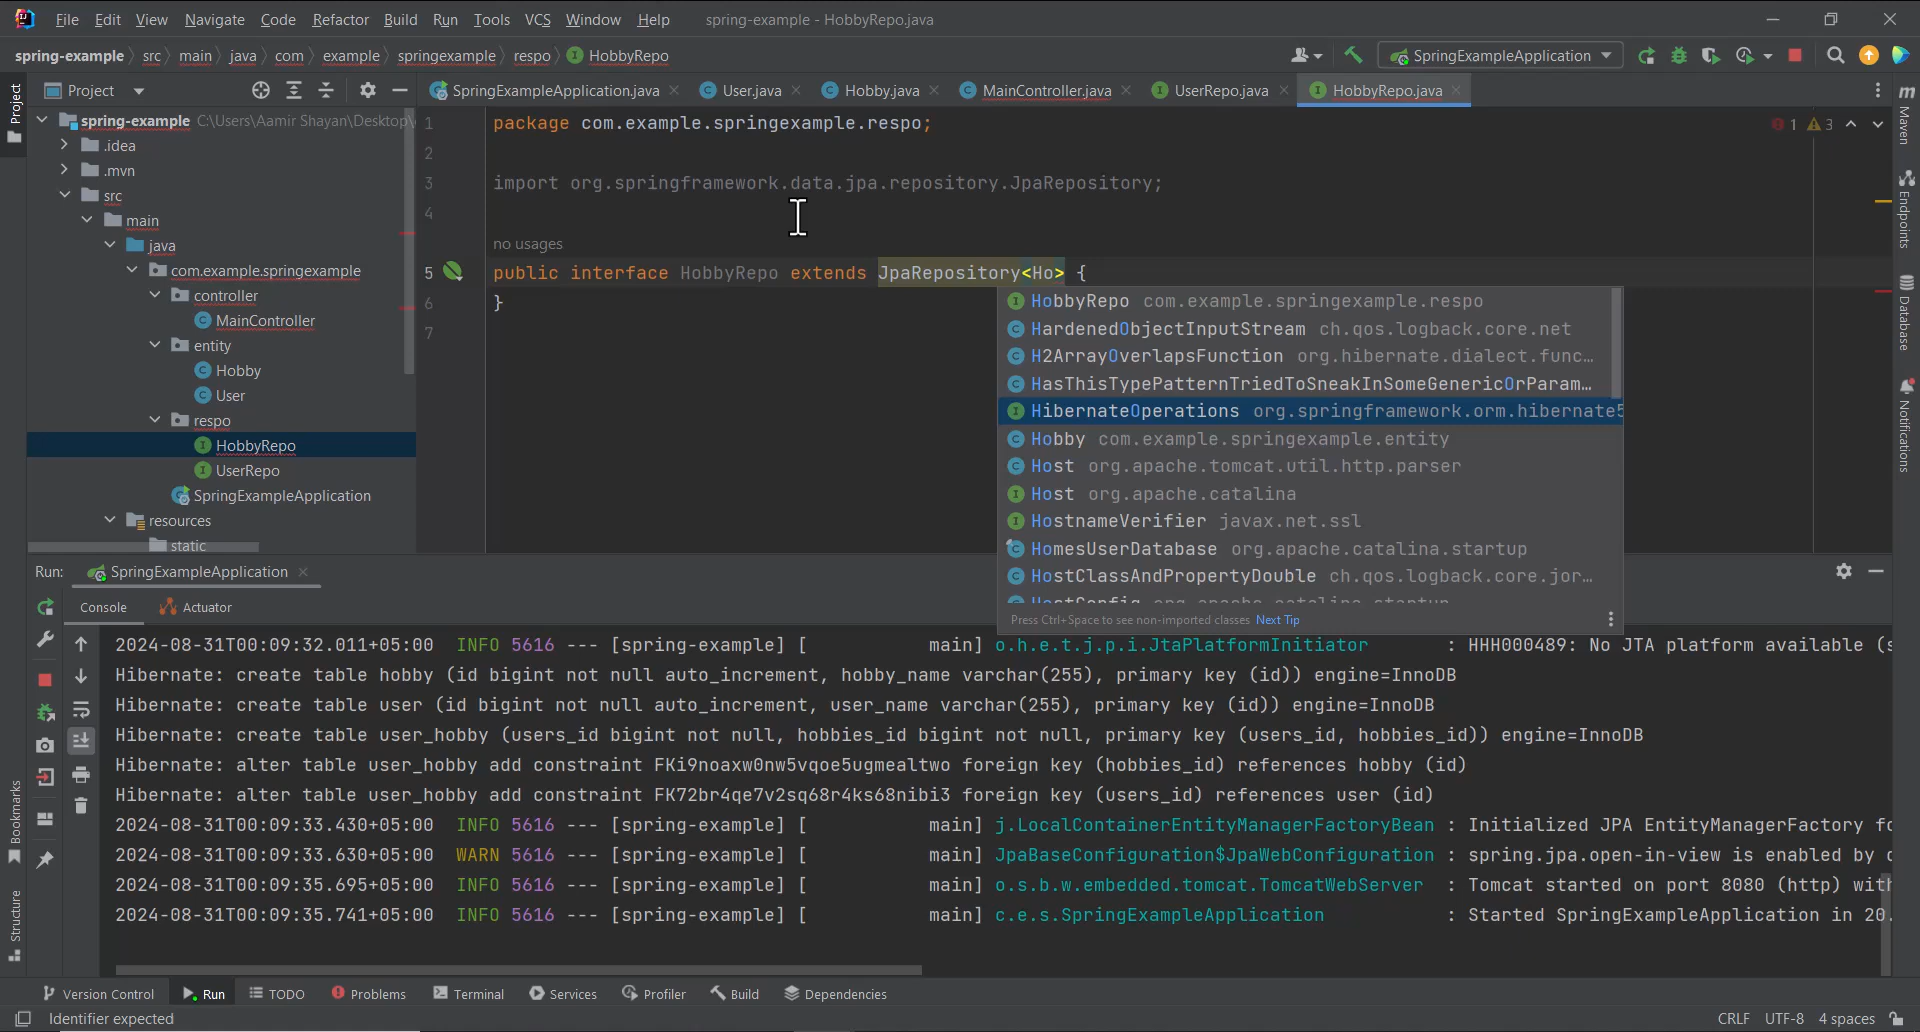 File Edit View Navigate Code Refactor Build Run Tools VCS Window Help spring-example - HobbyRepo.java
spring-example src main java com example springexample respo HobbyRepo SpringExampleApplication
Project SpringExampleApplication.java User.java Hobby.java MainController.java UserRepo.java HobbyRepo.java
Project
Maven
Endpoints
Database
Notifications
Bookmarks
Structure
spring-example C:\Users\Aamir Shayan\Desktop\
.idea
.mvn
src
main
java
com.example.springexample
controller
MainController
entity
Hobby
User
respo
HobbyRepo
UserRepo
SpringExampleApplication
resources
static
1 3
1 package com.example.springexample.respo;
2
3 import org.springframework.data.jpa.repository.JpaRepository;
4
no usages
5 public interface HobbyRepo extends JpaRepository<Ho> {
6 }
7
HobbyRepo com.example.springexample.respo
HardenedObjectInputStream ch.qos.logback.core.net
H2ArrayOverlapsFunction org.hibernate.dialect.func...
HasThisTypePatternTriedToSneakInSomeGenericOrParam...
HibernateOperations org.springframework.orm.hibernate5
Hobby com.example.springexample.entity
Host org.apache.tomcat.util.http.parser
Host org.apache.catalina
HostnameVerifier javax.net.ssl
HomesUserDatabase org.apache.catalina.startup
HostClassAndPropertyDouble ch.qos.logback.core.jor...
HostConfig org.apache.catalina.startup
Press Ctrl+Space to see non-imported classes Next Tip
Run: SpringExampleApplication
Console Actuator
2024-08-31T00:09:32.011+05:00 INFO 5616 --- [spring-example] [ main] o.h.e.t.j.p.i.JtaPlatformInitiator : HHH000489: No JTA platform available (s
Hibernate: create table hobby (id bigint not null auto_increment, hobby_name varchar(255), primary key (id)) engine=InnoDB
Hibernate: create table user (id bigint not null auto_increment, user_name varchar(255), primary key (id)) engine=InnoDB
Hibernate: create table user_hobby (users_id bigint not null, hobbies_id bigint not null, primary key (users_id, hobbies_id)) engine=InnoDB
Hibernate: alter table user_hobby add constraint FKi9noaxw0nw5vqoe5ugmealtwo foreign key (hobbies_id) references hobby (id)
Hibernate: alter table user_hobby add constraint FK72br4qe7v2sq68r4ks68nibi3 foreign key (users_id) references user (id)
2024-08-31T00:09:33.430+05:00 INFO 5616 --- [spring-example] [ main] j.LocalContainerEntityManagerFactoryBean : Initialized JPA EntityManagerFactory fo
2024-08-31T00:09:33.630+05:00 WARN 5616 --- [spring-example] [ main] JpaBaseConfiguration$JpaWebConfiguration : spring.jpa.open-in-view is enabled by d
2024-08-31T00:09:35.695+05:00 INFO 5616 --- [spring-example] [ main] o.s.b.w.embedded.tomcat.TomcatWebServer : Tomcat started on port 8080 (http) with
2024-08-31T00:09:35.741+05:00 INFO 5616 --- [spring-example] [ main] c.e.s.SpringExampleApplication : Started SpringExampleApplication in 20.
Version Control Run TODO Problems Terminal Services Profiler Build Dependencies
Identifier expected CRLF UTF-8 4 spaces